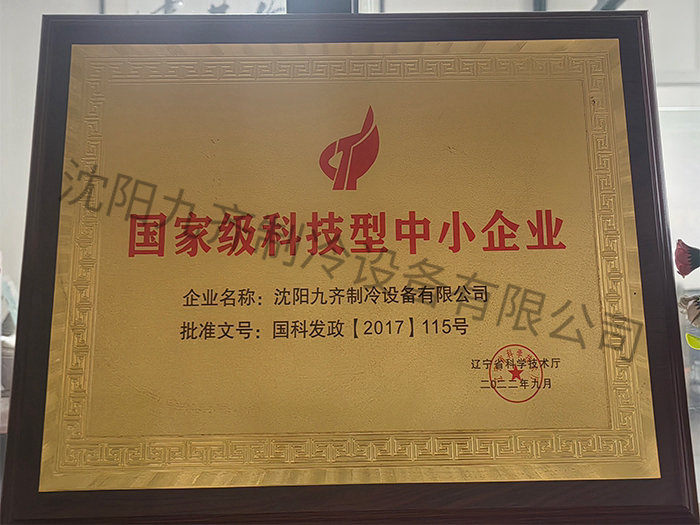 国家级科技型中小企业
企业名称：沈阳九齐制冷设备有限公司
批准文号：国科发政【2017】115号
辽宁省科学技术厅
二〇二二年九月
沈阳九齐制冷设备有限公司